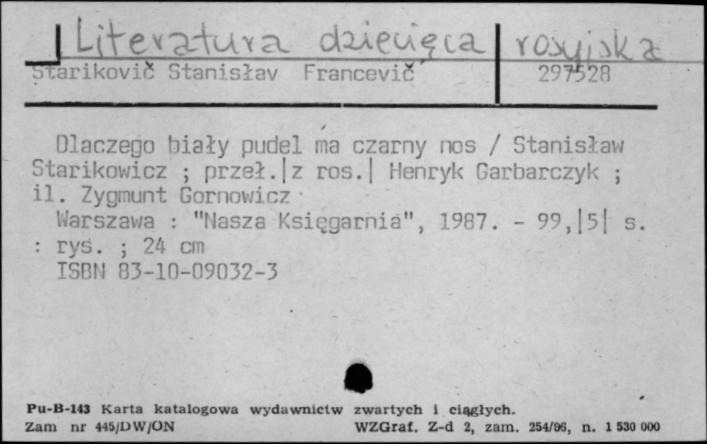 Literatura dziecięca rosyjska
Starikovič Stanisłav Francevič 297528
Dlaczego biały pudel ma czarny nos / Stanisław
Starikowicz ; przeł.|z ros.| Henryk Garbarczyk ;
il. Zygmunt Gornowicz
Warszawa : "Nasza Księgarnia", 1987. - 99,|5| s.
: rys. ; 24 cm
ISBN 83-10-09032-3
Pu-B-143 Karta katalogowa wydawnictw zwartych i ciągłych.
Zam nr 445/DW/ON WZGraf. Z-d 2, zam. 254/96, n. 1 530 000